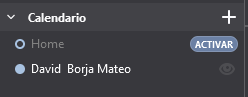 Calendario
Home ACTIVAR
David Borja Mateo